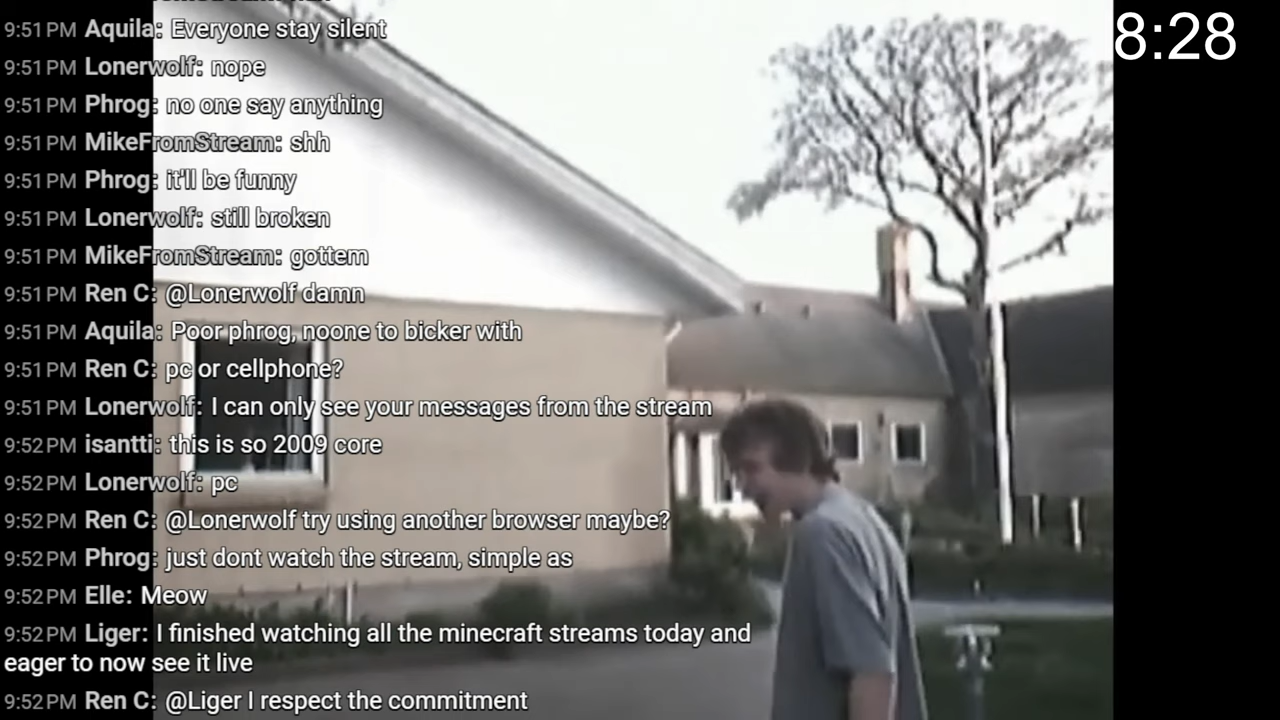 8:28
9:51 PM Aquila: Everyone stay silent
9:51 PM Lonerwolf: nope
9:51 PM Phrog: no one say anything
9:51 PM MikeFromStream: shh
9:51 PM Phrog: it'll be funny
9:51 PM Lonerwolf: still broken
9:51 PM MikeFromStream: gottem
9:51 PM Ren C: @Lonerwolf damn
9:51 PM Aquila: Poor phrog, noone to bicker with
9:51 PM Ren C: pc or cellphone?
9:51 PM Lonerwolf: I can only see your messages from the stream
9:52 PM isantti: this is so 2009 core
9:52 PM Lonerwolf: pc
9:52 PM Ren C: @Lonerwolf try using another browser maybe?
9:52 PM Phrog: just dont watch the stream, simple as
9:52 PM Elle: Meow
9:52 PM Liger: I finished watching all the minecraft streams today and
eager to now see it live
9:52 PM Ren C: @Liger I respect the commitment